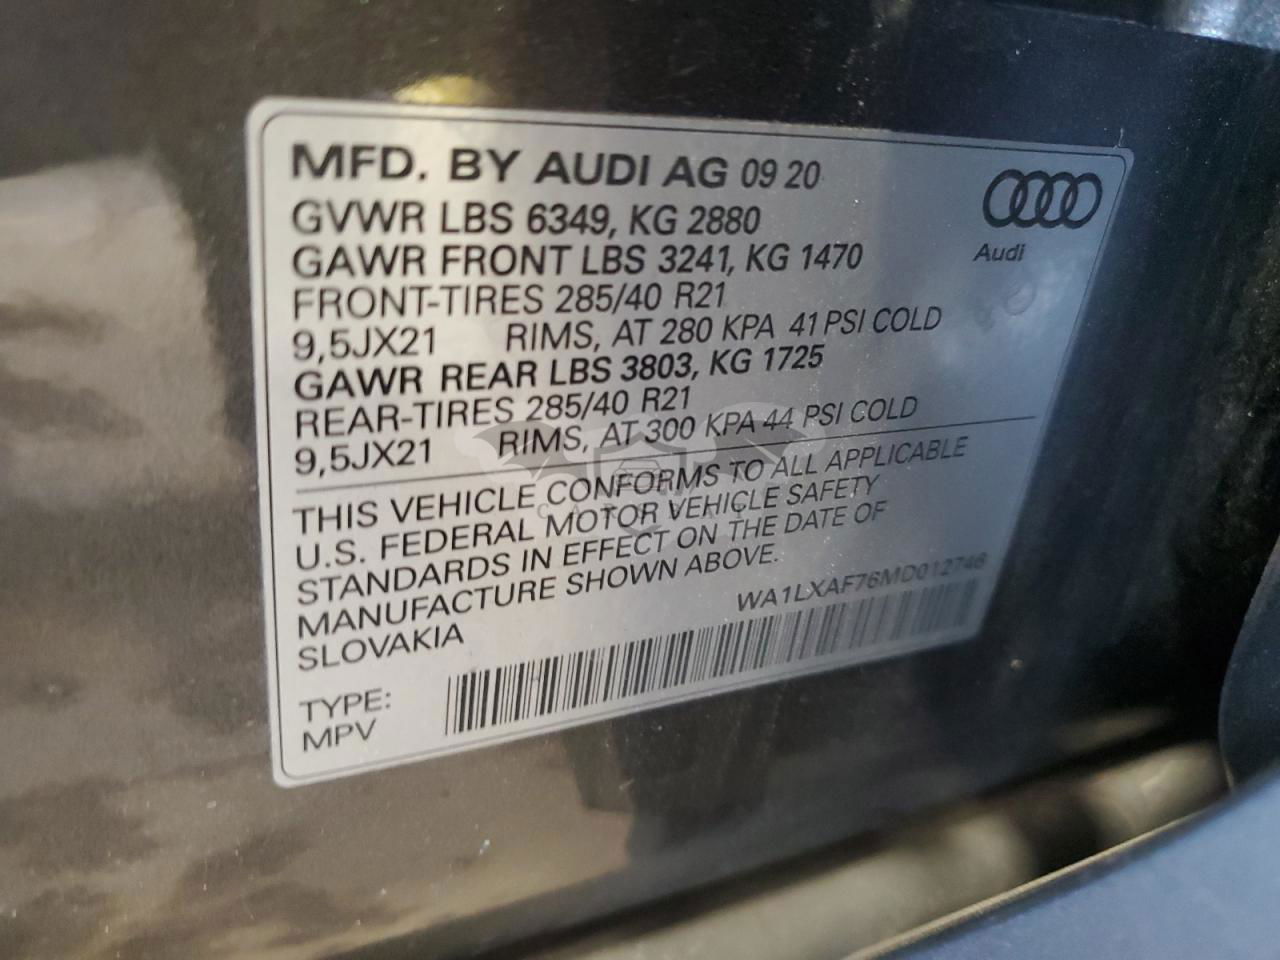 MFD. BY AUDI AG 09 20
GVWR LBS 6349, KG 2880
GAWR FRONT LBS 3241, KG 1470
FRONT-TIRES 285/40 R21
9,5JX21 RIMS, AT 280 KPA 41 PSI COLD
GAWR REAR LBS 3803, KG 1725
REAR-TIRES 285/40 R21
9,5JX21 RIMS, AT 300 KPA 44 PSI COLD
Audi
THIS VEHICLE CONFORMS TO ALL APPLICABLE
U.S. FEDERAL MOTOR VEHICLE SAFETY
STANDARDS IN EFFECT ON THE DATE OF
MANUFACTURE SHOWN ABOVE.
SLOVAKIA
WA1LXAF76MD012746
TYPE:
MPV